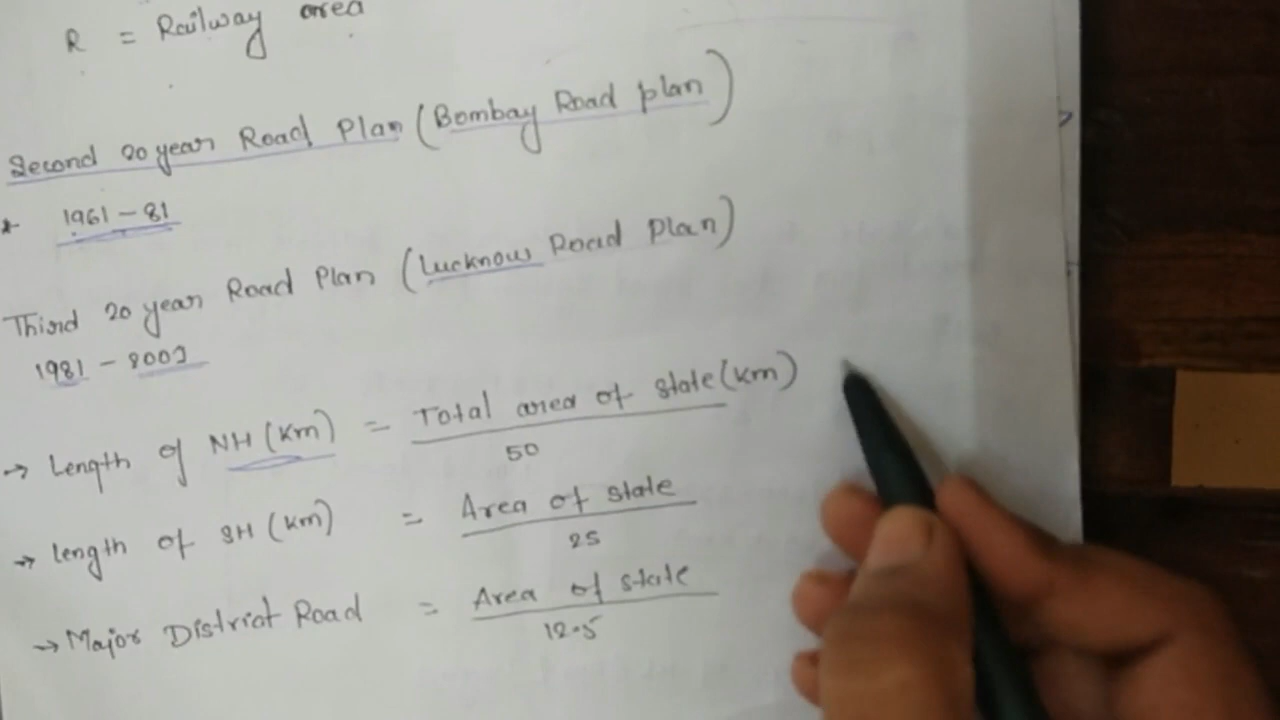 R = Railway area
Second 20 year Road Plan (Bombay Road plan)
* 1961 - 81
Third 20 year Road Plan (Lucknow Road Plan)
1981 - 2001
→ Length of NH (Km) = Total area of state (km) / 50
→ length of SH (km) = Area of state / 25
→ Major District Road = Area of state / 12.5